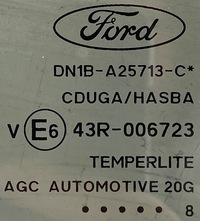 Ford
DN1B-A25713-C*
CDUGA/HASBA
V E6 43R-006723
TEMPERLITE
AGC AUTOMOTIVE 20G
• • • • • 8